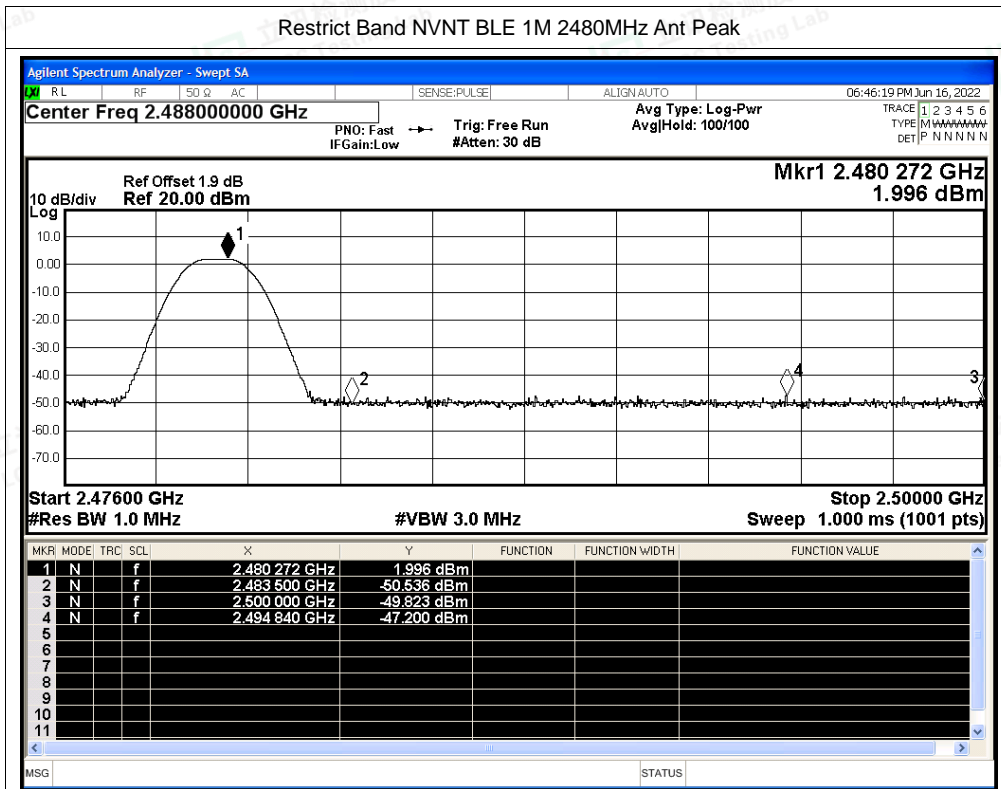 Restrict Band NVNT BLE 1M 2480MHz Ant Peak
Agilent Spectrum Analyzer - Swept SA
LXI RL RF 50 Ω AC SENSE:PULSE ALIGN AUTO 06:46:19 PM Jun 16, 2022
Center Freq 2.488000000 GHz
Avg Type: Log-Pwr
TRACE 1 2 3 4 5 6
PNO: Fast Trig: Free Run
Avg|Hold: 100/100
TYPE M WWWWW
IFGain:Low #Atten: 30 dB
DET P N N N N N
Mkr1 2.480 272 GHz
1.996 dBm
Ref Offset 1.9 dB
10 dB/div Ref 20.00 dBm
Log
10.0
0.00
-10.0
-20.0
-30.0
-40.0
-50.0
-60.0
-70.0
1
2
4
3
Start 2.47600 GHz Stop 2.50000 GHz
#Res BW 1.0 MHz #VBW 3.0 MHz Sweep 1.000 ms (1001 pts)
MKR MODE TRC SCL X Y FUNCTION FUNCTION WIDTH FUNCTION VALUE
1 N f 2.480 272 GHz 1.996 dBm
2 N f 2.483 500 GHz -50.536 dBm
3 N f 2.500 000 GHz -49.823 dBm
4 N f 2.494 840 GHz -47.200 dBm
5
6
7
8
9
10
11
MSG STATUS